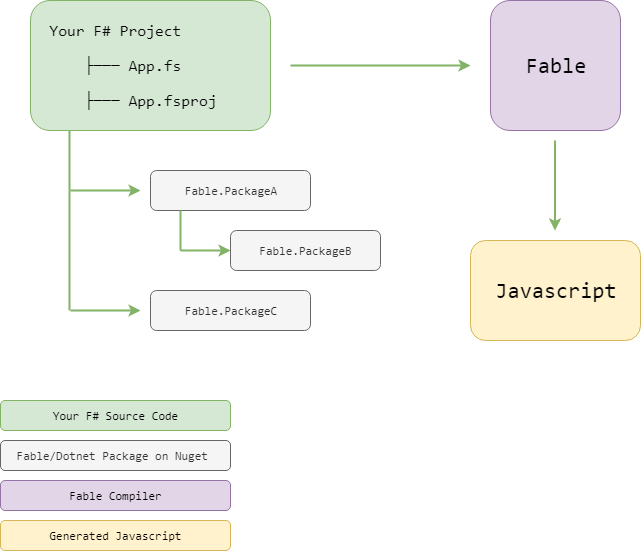 Your F# Project
├── App.fs
├── App.fsproj
Fable
Fable.PackageA
Fable.PackageB
Fable.PackageC
Javascript
Your F# Source Code
Fable/Dotnet Package on Nuget
Fable Compiler
Generated Javascript